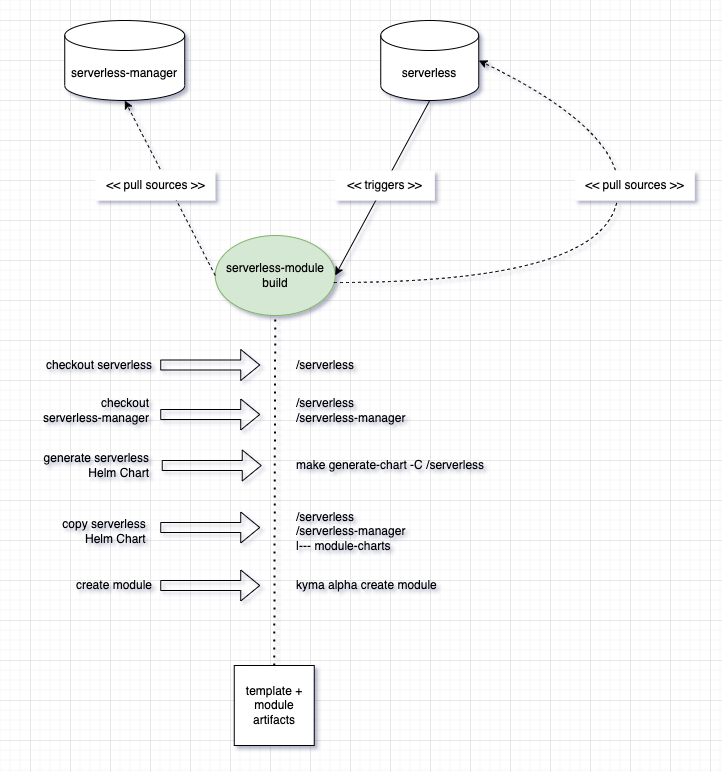 serverless-manager
serverless
<< pull sources >>
<< triggers >>
<< pull sources >>
serverless-module
build
checkout serverless
/serverless
checkout
serverless-manager
/serverless
/serverless-manager
generate serverless
Helm Chart
make generate-chart -C /serverless
copy serverless
Helm Chart
/serverless
/serverless-manager
|--- module-charts
create module
kyma alpha create module
template +
module
artifacts